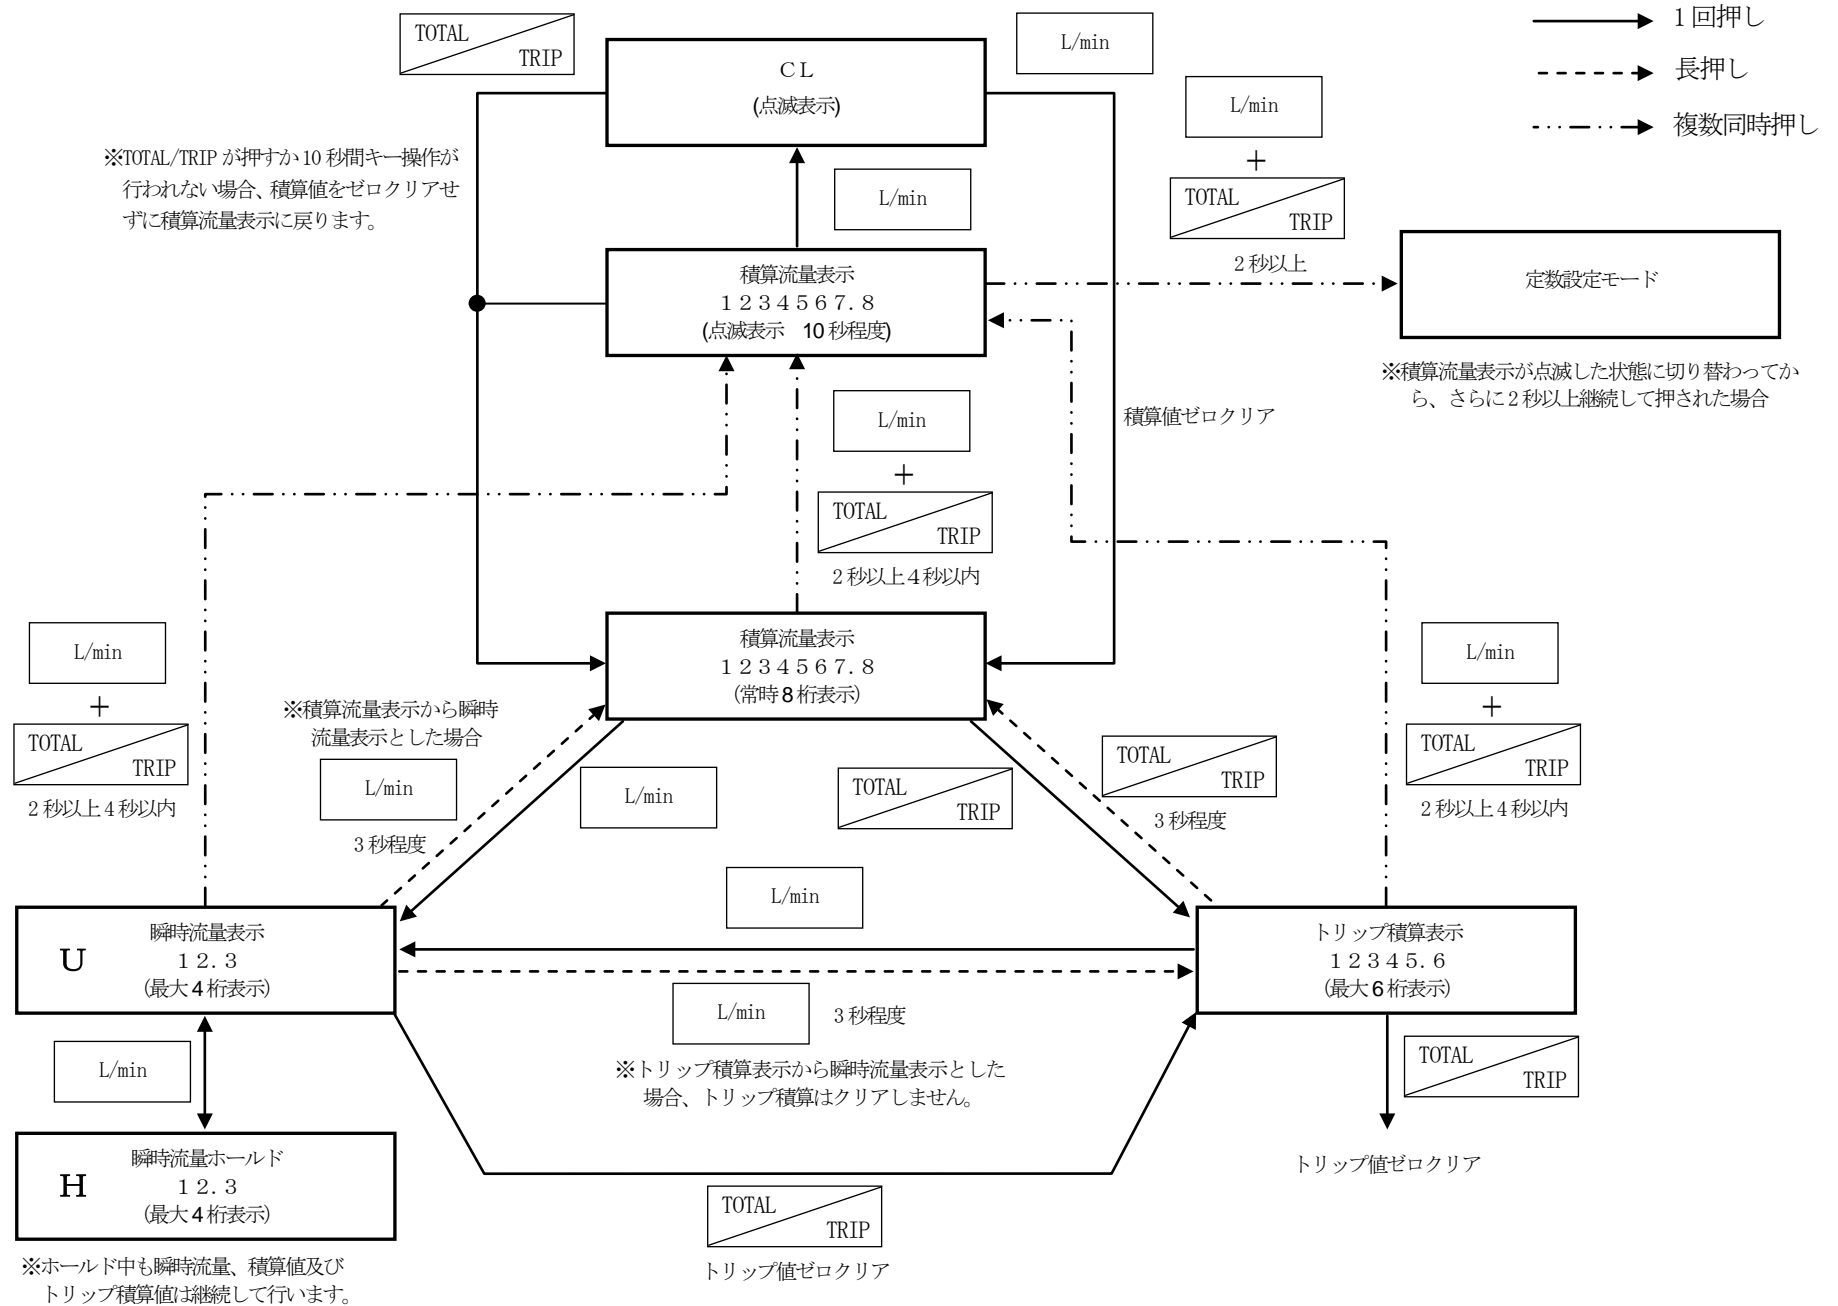 TOTAL
TRIP
CL
(点滅表示)
L/min
1回押し
長押し
複数同時押し
L/min
+
TOTAL
TRIP
2秒以上
※TOTAL/TRIP が押すか10秒間キー操作が
行われない場合、積算値をゼロクリアせ
ずに積算流量表示に戻ります。
L/min
積算流量表示
1234567.8
(点滅表示 10秒程度)
定数設定モード
※積算流量表示が点滅した状態に切り替わってか
ら、さらに2秒以上継続して押された場合
積算値ゼロクリア
L/min
+
TOTAL
TRIP
2秒以上4秒以内
積算流量表示
1234567.8
(常時8桁表示)
L/min
+
TOTAL
TRIP
2秒以上4秒以内
※積算流量表示から瞬時
流量表示とした場合
L/min
3秒程度
L/min
TOTAL
TRIP
TOTAL
TRIP
3秒程度
L/min
+
TOTAL
TRIP
2秒以上4秒以内
L/min
U
瞬時流量表示
12.3
(最大4桁表示)
トリップ積算表示
12345.6
(最大6桁表示)
L/min
3秒程度
※トリップ積算表示から瞬時流量表示とした
場合、トリップ積算はクリアしません。
L/min
TOTAL
TRIP
トリップ値ゼロクリア
H
瞬時流量ホールド
12.3
(最大4桁表示)
TOTAL
TRIP
トリップ値ゼロクリア
※ホールド中も瞬時流量、積算値及び
トリップ積算値は継続して行います。